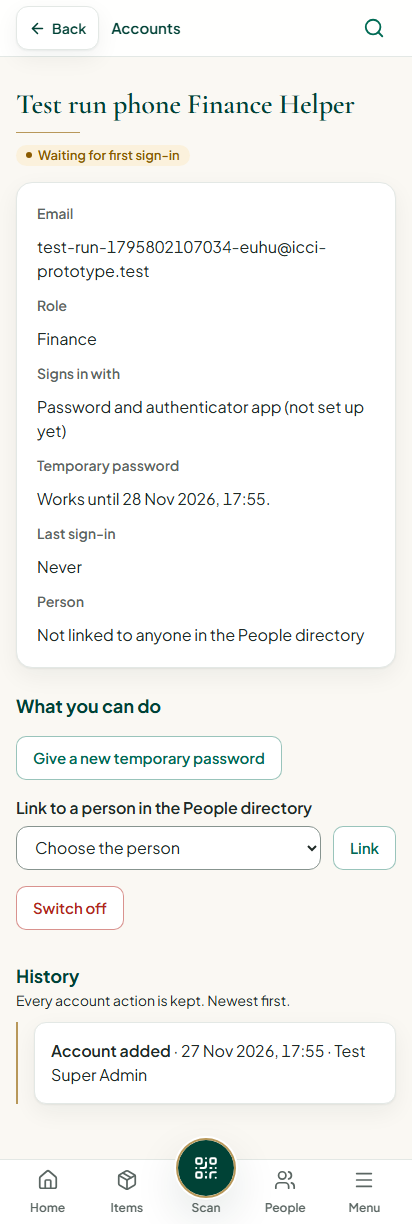 Back
Accounts
Test run phone Finance Helper
Waiting for first sign-in
Email
test-run-1795802107034-euhu@icci-
prototype.test
Role
Finance
Signs in with
Password and authenticator app (not set up
yet)
Temporary password
Works until 28 Nov 2026, 17:55.
Last sign-in
Never
Person
Not linked to anyone in the People directory
What you can do
Give a new temporary password
Link to a person in the People directory
Choose the person
Link
Switch off
History
Every account action is kept. Newest first.
Account added · 27 Nov 2026, 17:55 · Test
Super Admin
Home
Items
Scan
People
Menu